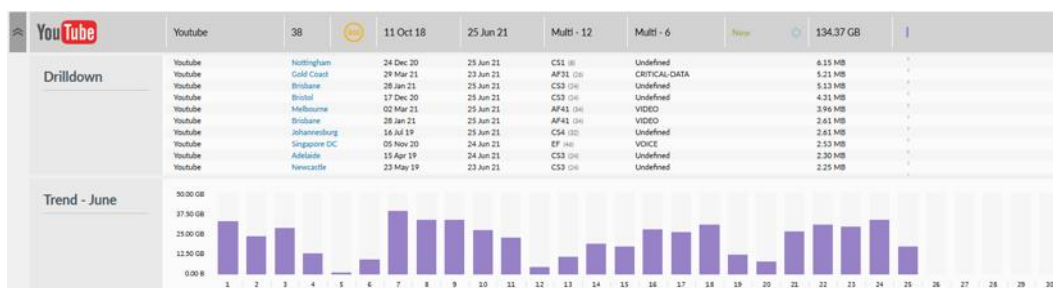 YouTube Youtube 38 11 Oct 18 25 Jun 21 Multi - 12 Multi - 6 New 134.37 GB
Drilldown
Youtube Nottingham 24 Dec 20 25 Jun 21 CS1 (8) Undefined 6.15 MB
Youtube Gold Coast 29 Mar 21 23 Jun 21 AF31 (26) CRITICAL-DATA 5.21 MB
Youtube Brisbane 28 Jan 21 25 Jun 21 CS3 (24) Undefined 5.13 MB
Youtube Bristol 17 Dec 20 25 Jun 21 CS3 (24) Undefined 4.31 MB
Youtube Melbourne 02 Mar 21 25 Jun 21 AF41 (34) VIDEO 3.96 MB
Youtube Brisbane 28 Jan 21 25 Jun 21 AF41 (34) VIDEO 2.61 MB
Youtube Johannesburg 16 Jul 19 25 Jun 21 CS4 (32) Undefined 2.61 MB
Youtube Singapore DC 05 Nov 20 24 Jun 21 EF (46) VOICE 2.53 MB
Youtube Adelaide 15 Apr 19 24 Jun 21 CS3 (24) Undefined 2.30 MB
Youtube Newcastle 23 May 19 23 Jun 21 CS3 (24) Undefined 2.25 MB
Trend - June
50.00 GB
37.50 GB
25.00 GB
12.50 GB
0.00 B
1 2 3 4 5 6 7 8 9 10 11 12 13 14 15 16 17 18 19 20 21 22 23 24 25 26 27 28 29 30